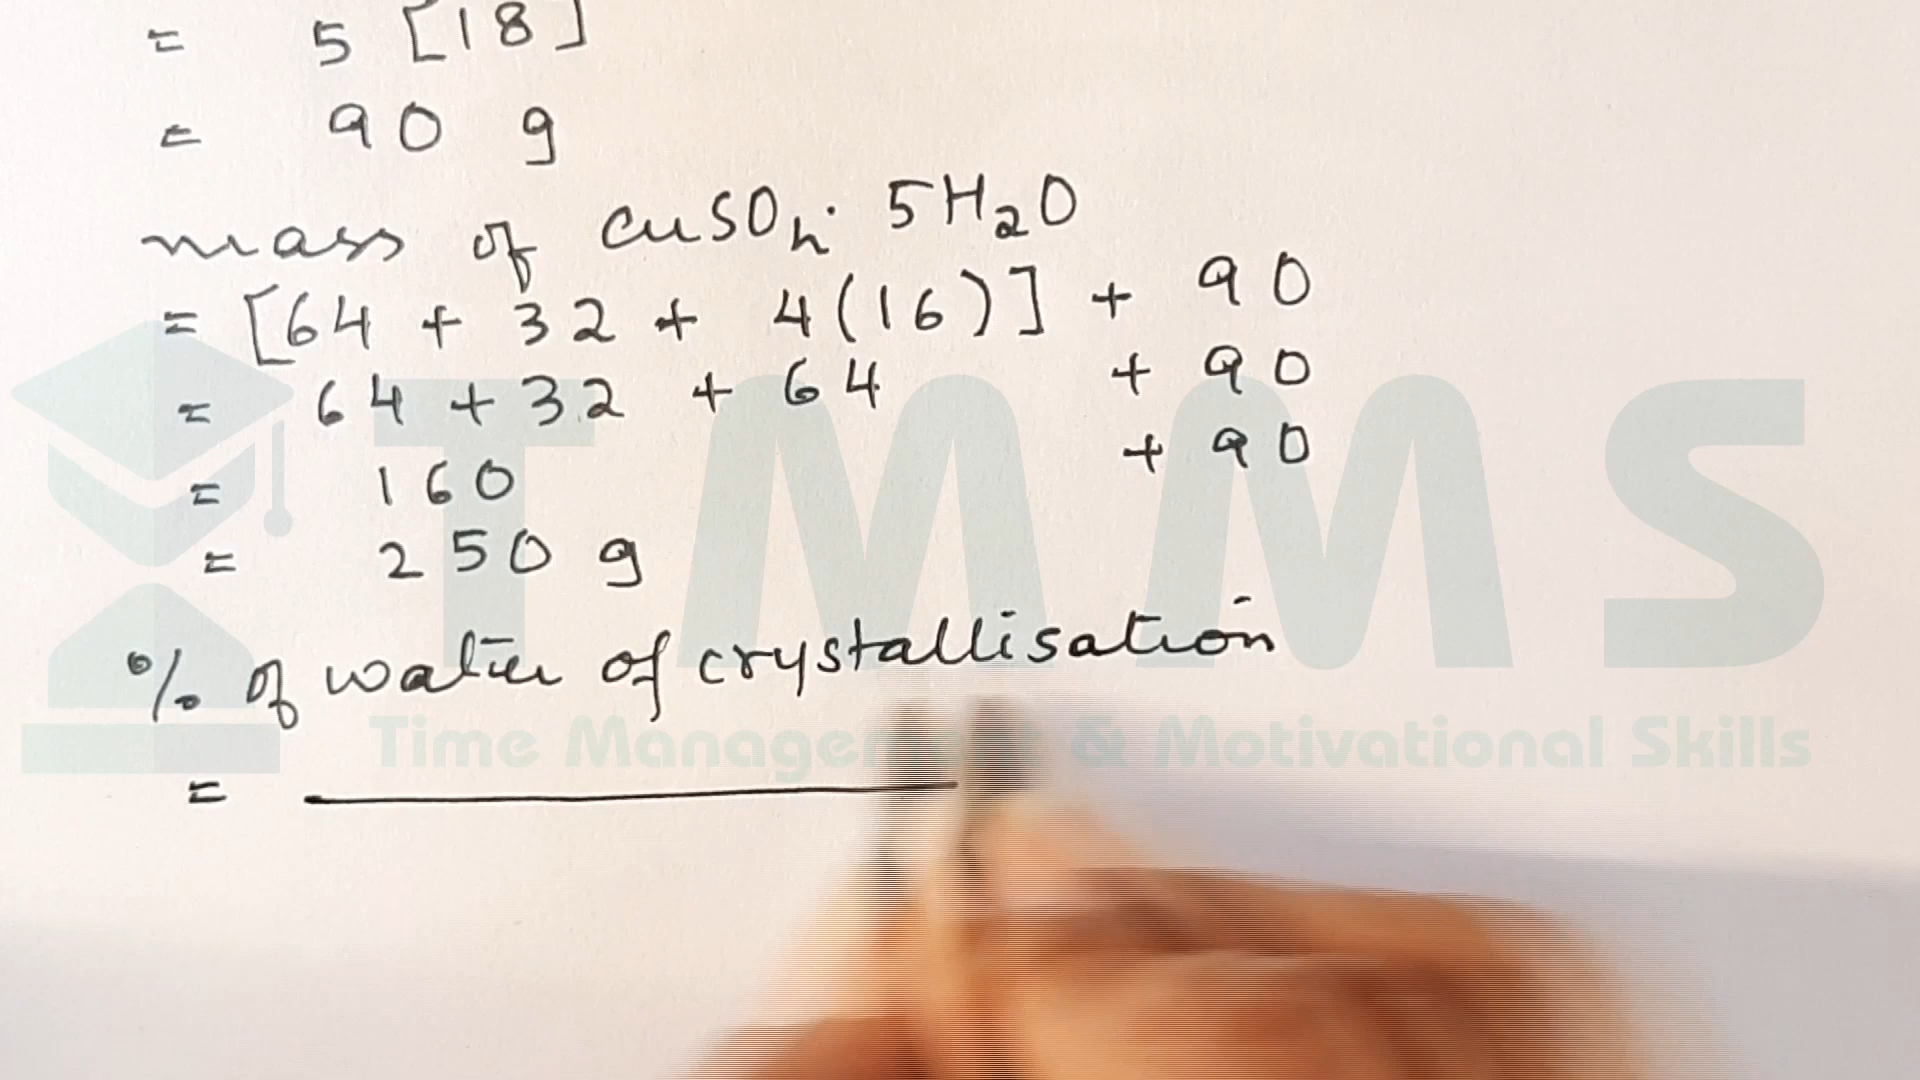 = 5 [18]
= 90 g
mass of CuSO4. 5H2O
= [64 + 32 + 4(16)] + 90
= 64 + 32 + 64 + 90
= 160 + 90
= 250 g
% of water of crystallisation
=
TMMS
Time Management & Motivational Skills